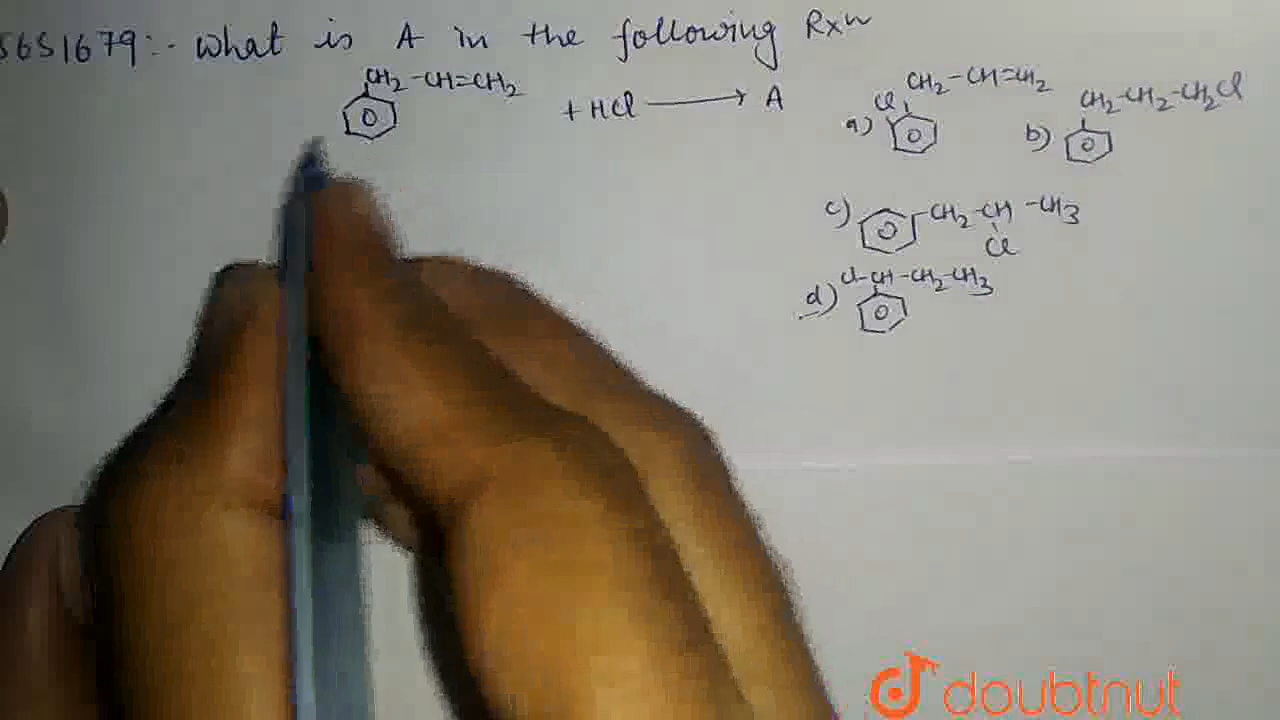 5651679:- What is A in the following Rxn
CH2-CH=CH2
+ HCl → A
a) Cl CH2-CH=CH2
b) CH2-CH2-CH2Cl
c) CH2-CH-CH3
Cl
d) Cl-CH-CH2-CH3
doubtnut